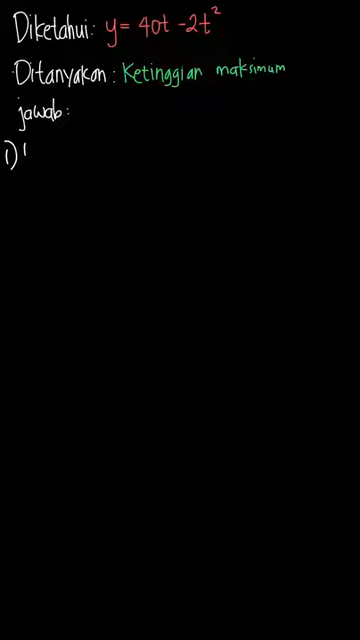 Diketahui: y = 40t - 2t²
Ditanyakan: Ketinggian maksimum
jawab:
1)